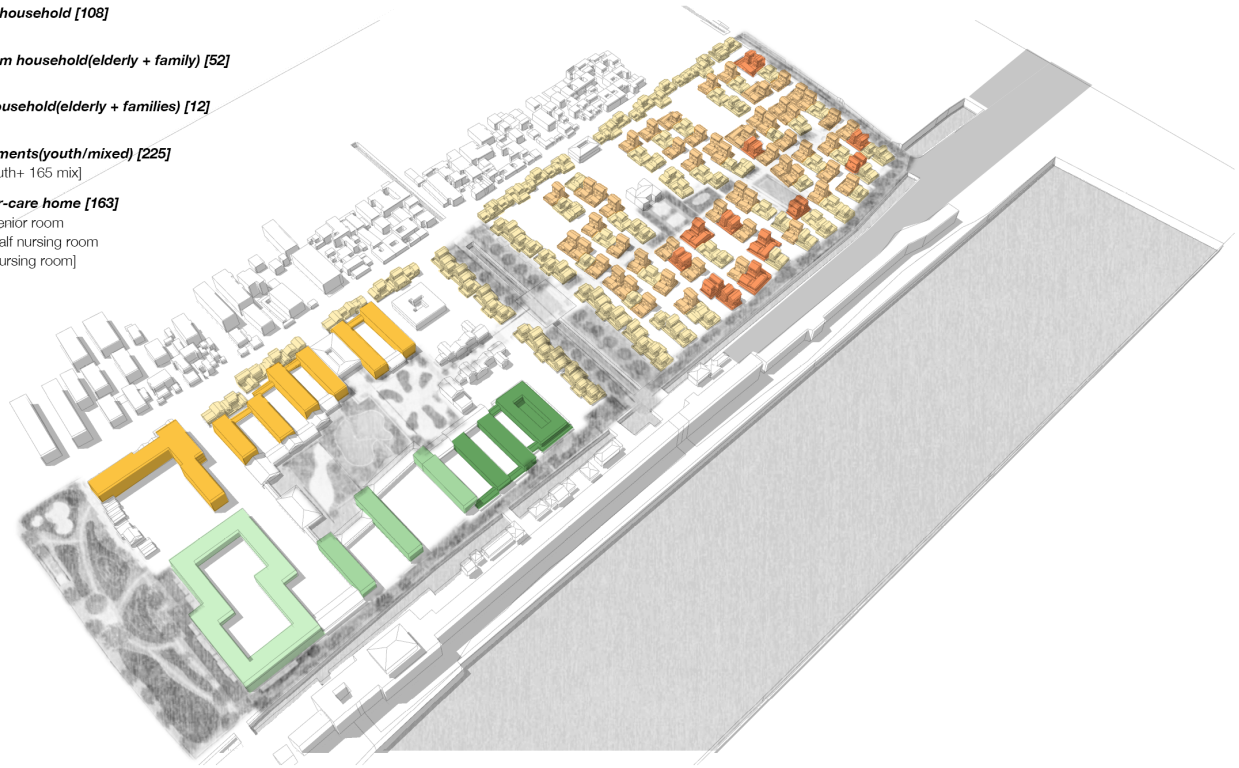 household [108]
m household(elderly + family) [52]
ousehold(elderly + families) [12]
ments(youth/mixed) [225]
uth+ 165 mix]
r-care home [163]
enior room
alf nursing room
ursing room]